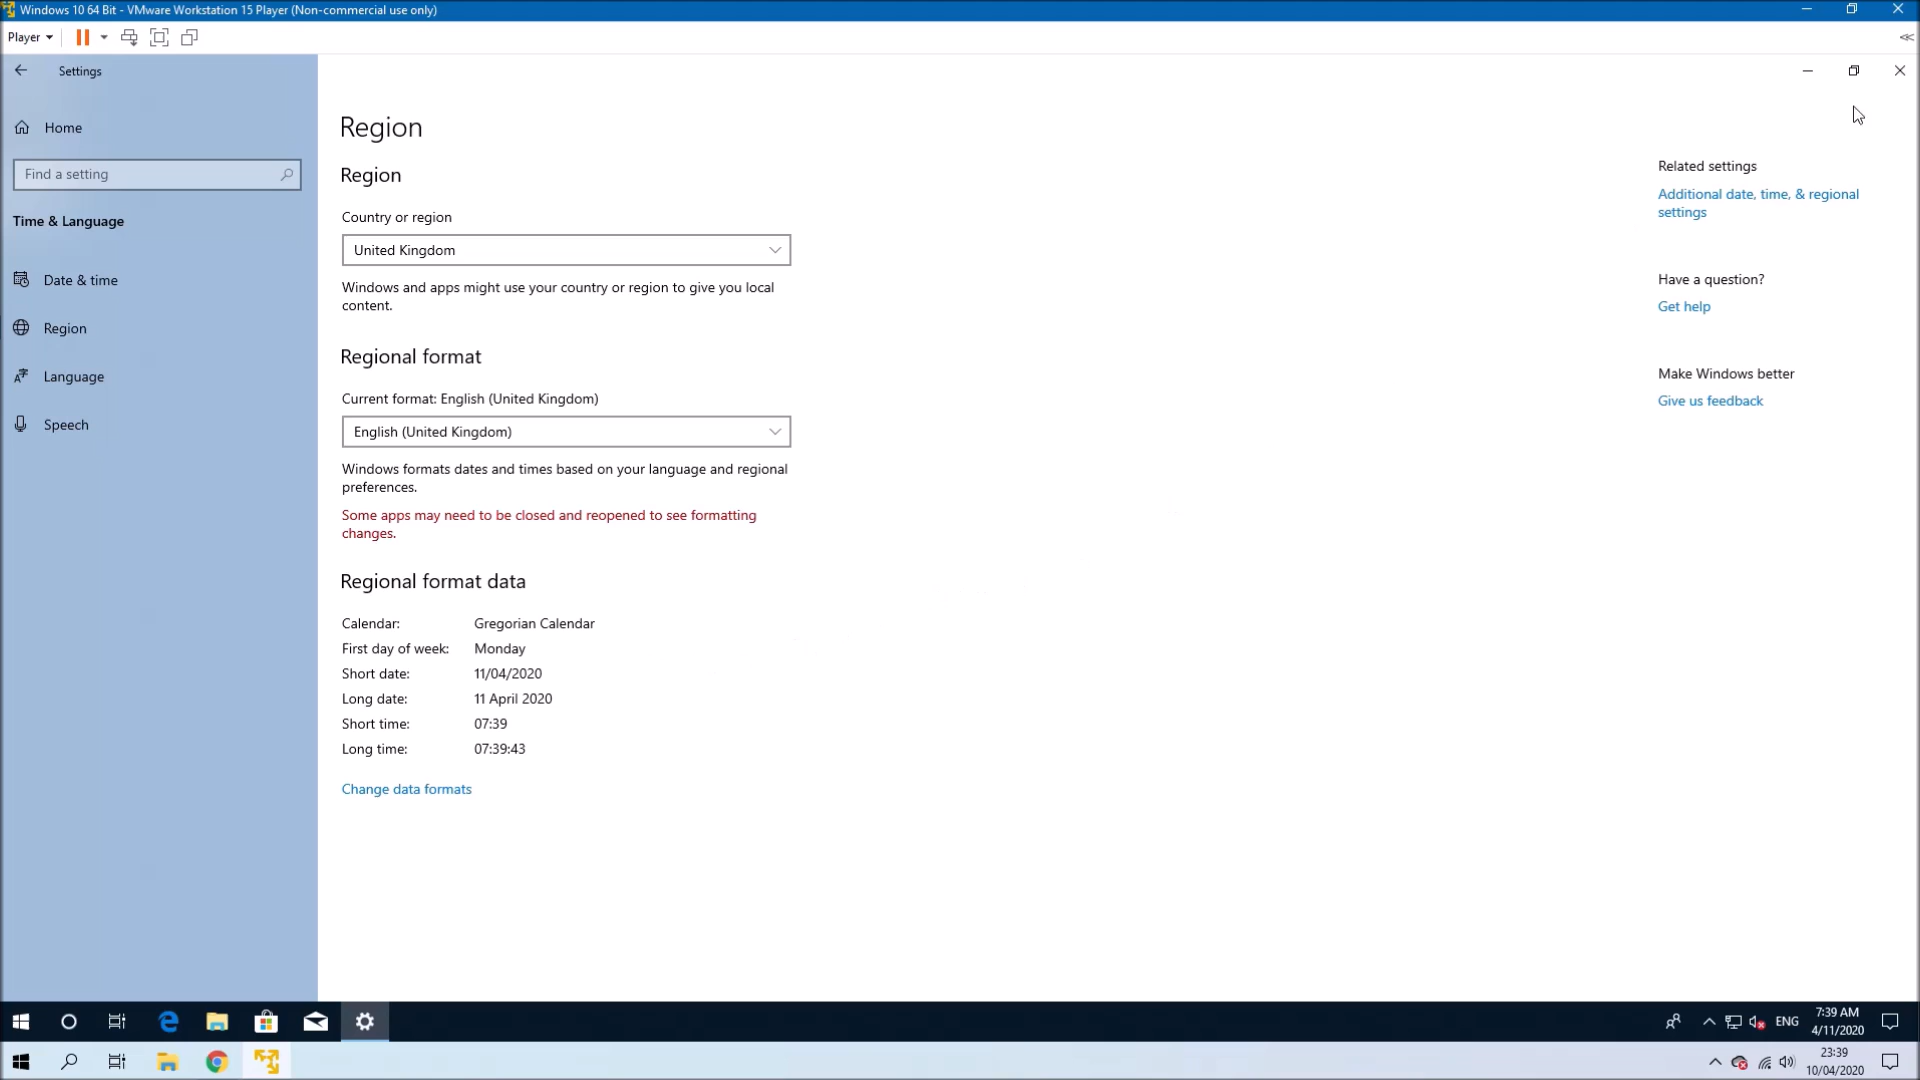 Windows 10 64 Bit - VMware Workstation 15 Player (Non-commercial use only)
Player
Settings
Home
Find a setting
Time & Language
Date & time
Region
Language
Speech
Region
Region
Country or region
United Kingdom
Windows and apps might use your country or region to give you local
content.
Regional format
Current format: English (United Kingdom)
English (United Kingdom)
Windows formats dates and times based on your language and regional
preferences.
Some apps may need to be closed and reopened to see formatting
changes.
Regional format data
Calendar: Gregorian Calendar
First day of week: Monday
Short date: 11/04/2020
Long date: 11 April 2020
Short time: 07:39
Long time: 07:39:43
Change data formats
Related settings
Additional date, time, & regional
settings
Have a question?
Get help
Make Windows better
Give us feedback
ENG
7:39 AM
4/11/2020
23:39
10/04/2020